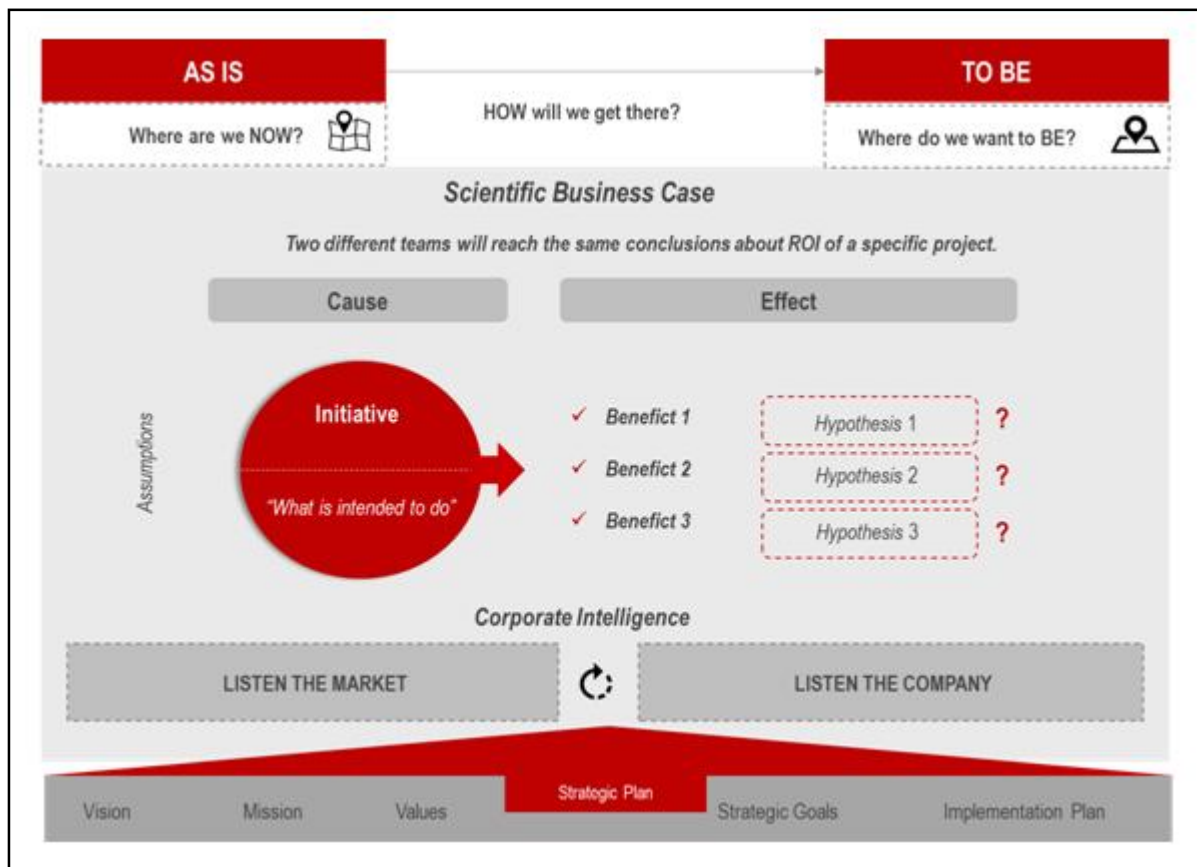 AS IS
TO BE
HOW will we get there?
Where are we NOW?
Where do we want to BE?
Scientific Business Case
Two different teams will reach the same conclusions about ROI of a specific project.
Cause
Effect
Assumptions
Initiative
"What is intended to do"
✓ Benefict 1
Hypothesis 1
?
✓ Benefict 2
Hypothesis 2
?
✓ Benefict 3
Hypothesis 3
?
Corporate Intelligence
LISTEN THE MARKET
LISTEN THE COMPANY
Vision
Mission
Values
Strategic Plan
Strategic Goals
Implementation Plan